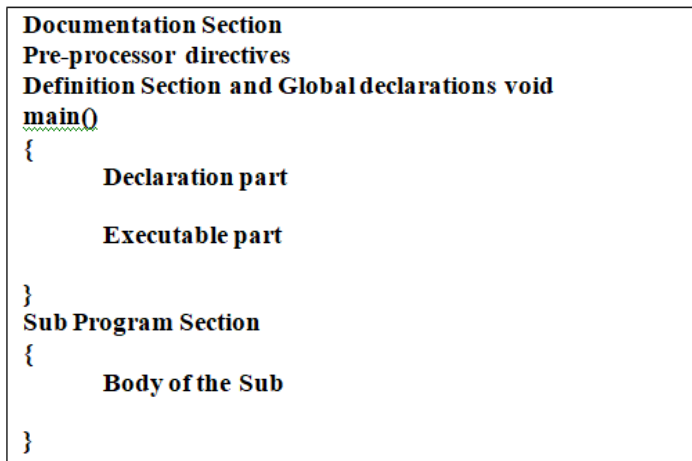 Documentation Section
Pre-processor directives
Definition Section and Global declarations void
main()
{
Declaration part
Executable part
}
Sub Program Section
{
Body of the Sub
}